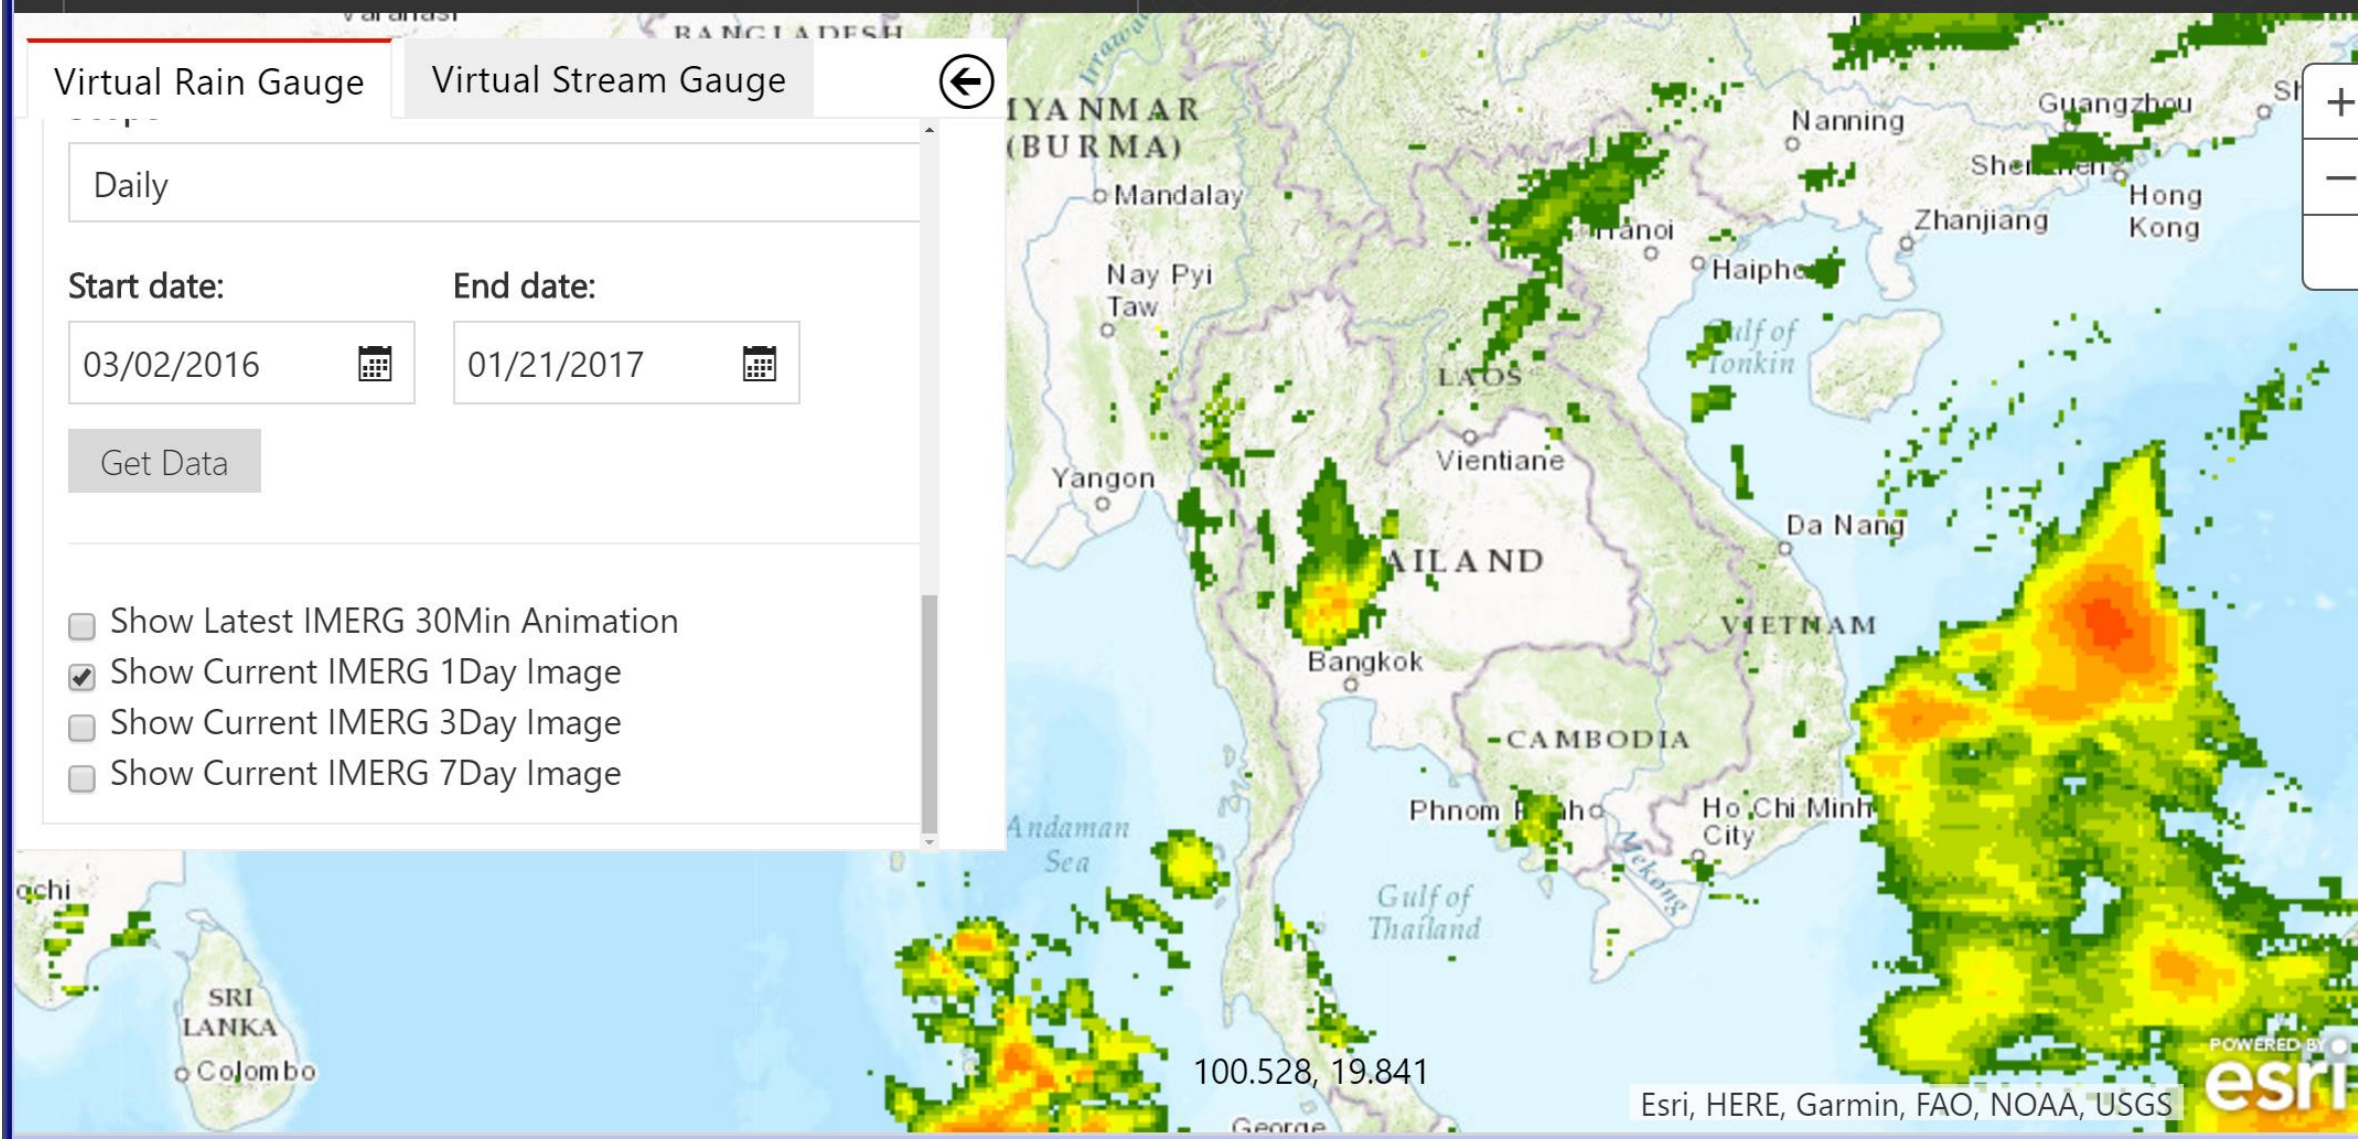 Virtual Rain Gauge
Virtual Stream Gauge
Daily
Start date:
End date:
03/02/2016
01/21/2017
Get Data
Show Latest IMERG 30Min Animation
Show Current IMERG 1Day Image
Show Current IMERG 3Day Image
Show Current IMERG 7Day Image
BANGLADESH
MYANMAR
(BURMA)
Mandalay
Nay Pyi
Taw
Yangon
Nanning
Guangzhou
Zhanjiang
Hong
Kong
Gulf of
Tonkin
LAOS
Vientiane
Da Nang
AILAND
VIETNAM
Bangkok
CAMBODIA
Phnom
Ho Chi Minh
City
Mekong
Andaman
Sea
Gulf of
Thailand
SRI
LANKA
Colombo
100.528, 19.841
George
Esri, HERE, Garmin, FAO, NOAA, USGS
POWERED BY
esri